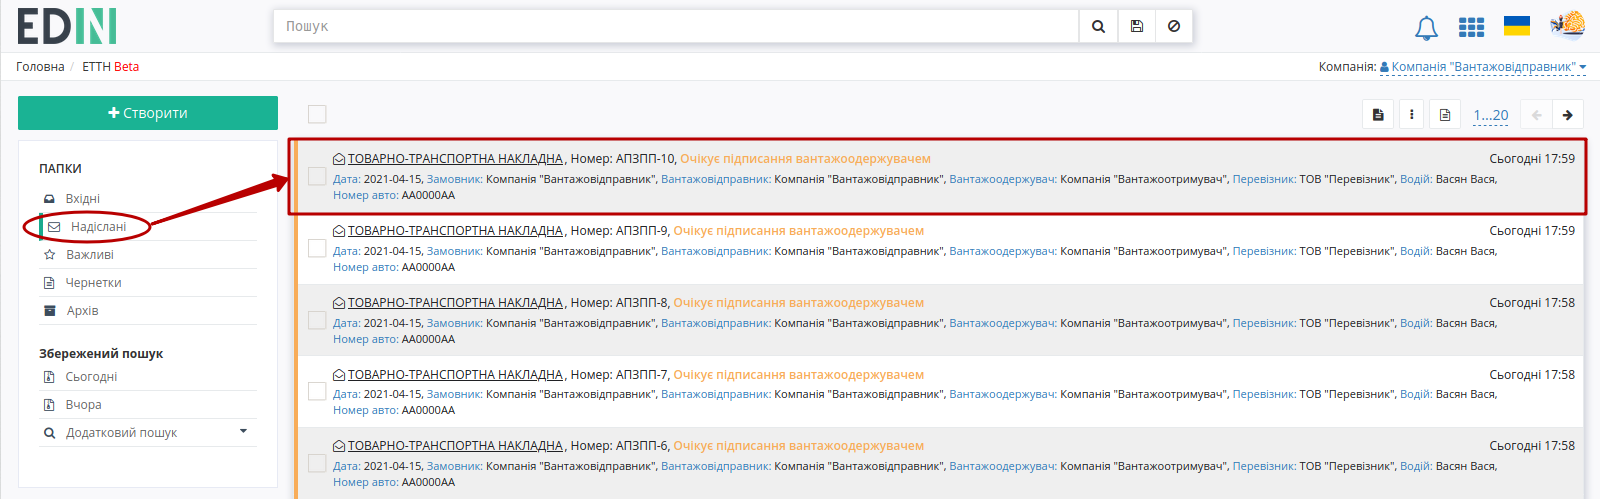 EDIN
Пошук
Головна / ЕТТН Beta
Компанія: Компанія "Вантажовідправник"
Створити
1...20
ПАПКИ
Вхідні
Надіслані
Важливі
Чернетки
Архів
Збережений пошук
Сьогодні
Вчора
Додатковий пошук
ТОВАРНО-ТРАНСПОРТНА НАКЛАДНА, Номер: АПЗПП-10, Очікує підписання вантажоодержувачем Сьогодні 17:59
Дата: 2021-04-15, Замовник: Компанія "Вантажовідправник", Вантажовідправник: Компанія "Вантажовідправник", Вантажоодержувач: Компанія "Вантажоотримувач", Перевізник: ТОВ "Перевізник", Водій: Васян Вася,
Номер авто: АА0000АА
ТОВАРНО-ТРАНСПОРТНА НАКЛАДНА, Номер: АПЗПП-9, Очікує підписання вантажоодержувачем Сьогодні 17:59
Дата: 2021-04-15, Замовник: Компанія "Вантажовідправник", Вантажовідправник: Компанія "Вантажовідправник", Вантажоодержувач: Компанія "Вантажоотримувач", Перевізник: ТОВ "Перевізник", Водій: Васян Вася,
Номер авто: АА0000АА
ТОВАРНО-ТРАНСПОРТНА НАКЛАДНА, Номер: АПЗПП-8, Очікує підписання вантажоодержувачем Сьогодні 17:58
Дата: 2021-04-15, Замовник: Компанія "Вантажовідправник", Вантажовідправник: Компанія "Вантажовідправник", Вантажоодержувач: Компанія "Вантажоотримувач", Перевізник: ТОВ "Перевізник", Водій: Васян Вася,
Номер авто: АА0000АА
ТОВАРНО-ТРАНСПОРТНА НАКЛАДНА, Номер: АПЗПП-7, Очікує підписання вантажоодержувачем Сьогодні 17:58
Дата: 2021-04-15, Замовник: Компанія "Вантажовідправник", Вантажовідправник: Компанія "Вантажовідправник", Вантажоодержувач: Компанія "Вантажоотримувач", Перевізник: ТОВ "Перевізник", Водій: Васян Вася,
Номер авто: АА0000АА
ТОВАРНО-ТРАНСПОРТНА НАКЛАДНА, Номер: АПЗПП-6, Очікує підписання вантажоодержувачем Сьогодні 17:58
Дата: 2021-04-15, Замовник: Компанія "Вантажовідправник", Вантажовідправник: Компанія "Вантажовідправник", Вантажоодержувач: Компанія "Вантажоотримувач", Перевізник: ТОВ "Перевізник", Водій: Васян Вася,
Номер авто: АА0000АА